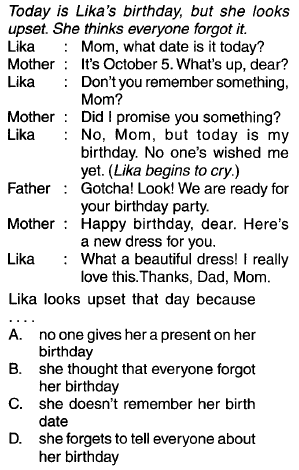 Today is Lika's birthday, but she looks
upset. She thinks everyone forgot it.
Lika : Mom, what date is it today?
Mother : It's October 5. What's up, dear?
Lika : Don't you remember something,
Mom?
Mother : Did I promise you something?
Lika : No, Mom, but today is my
birthday. No one's wished me
yet. (Lika begins to cry.)
Father : Gotcha! Look! We are ready for
your birthday party.
Mother : Happy birthday, dear. Here's
a new dress for you.
Lika : What a beautiful dress! I really
love this.Thanks, Dad, Mom.
Lika looks upset that day because
....
A. no one gives her a present on her
birthday
B. she thought that everyone forgot
her birthday
C. she doesn't remember her birth
date
D. she forgets to tell everyone about
her birthday